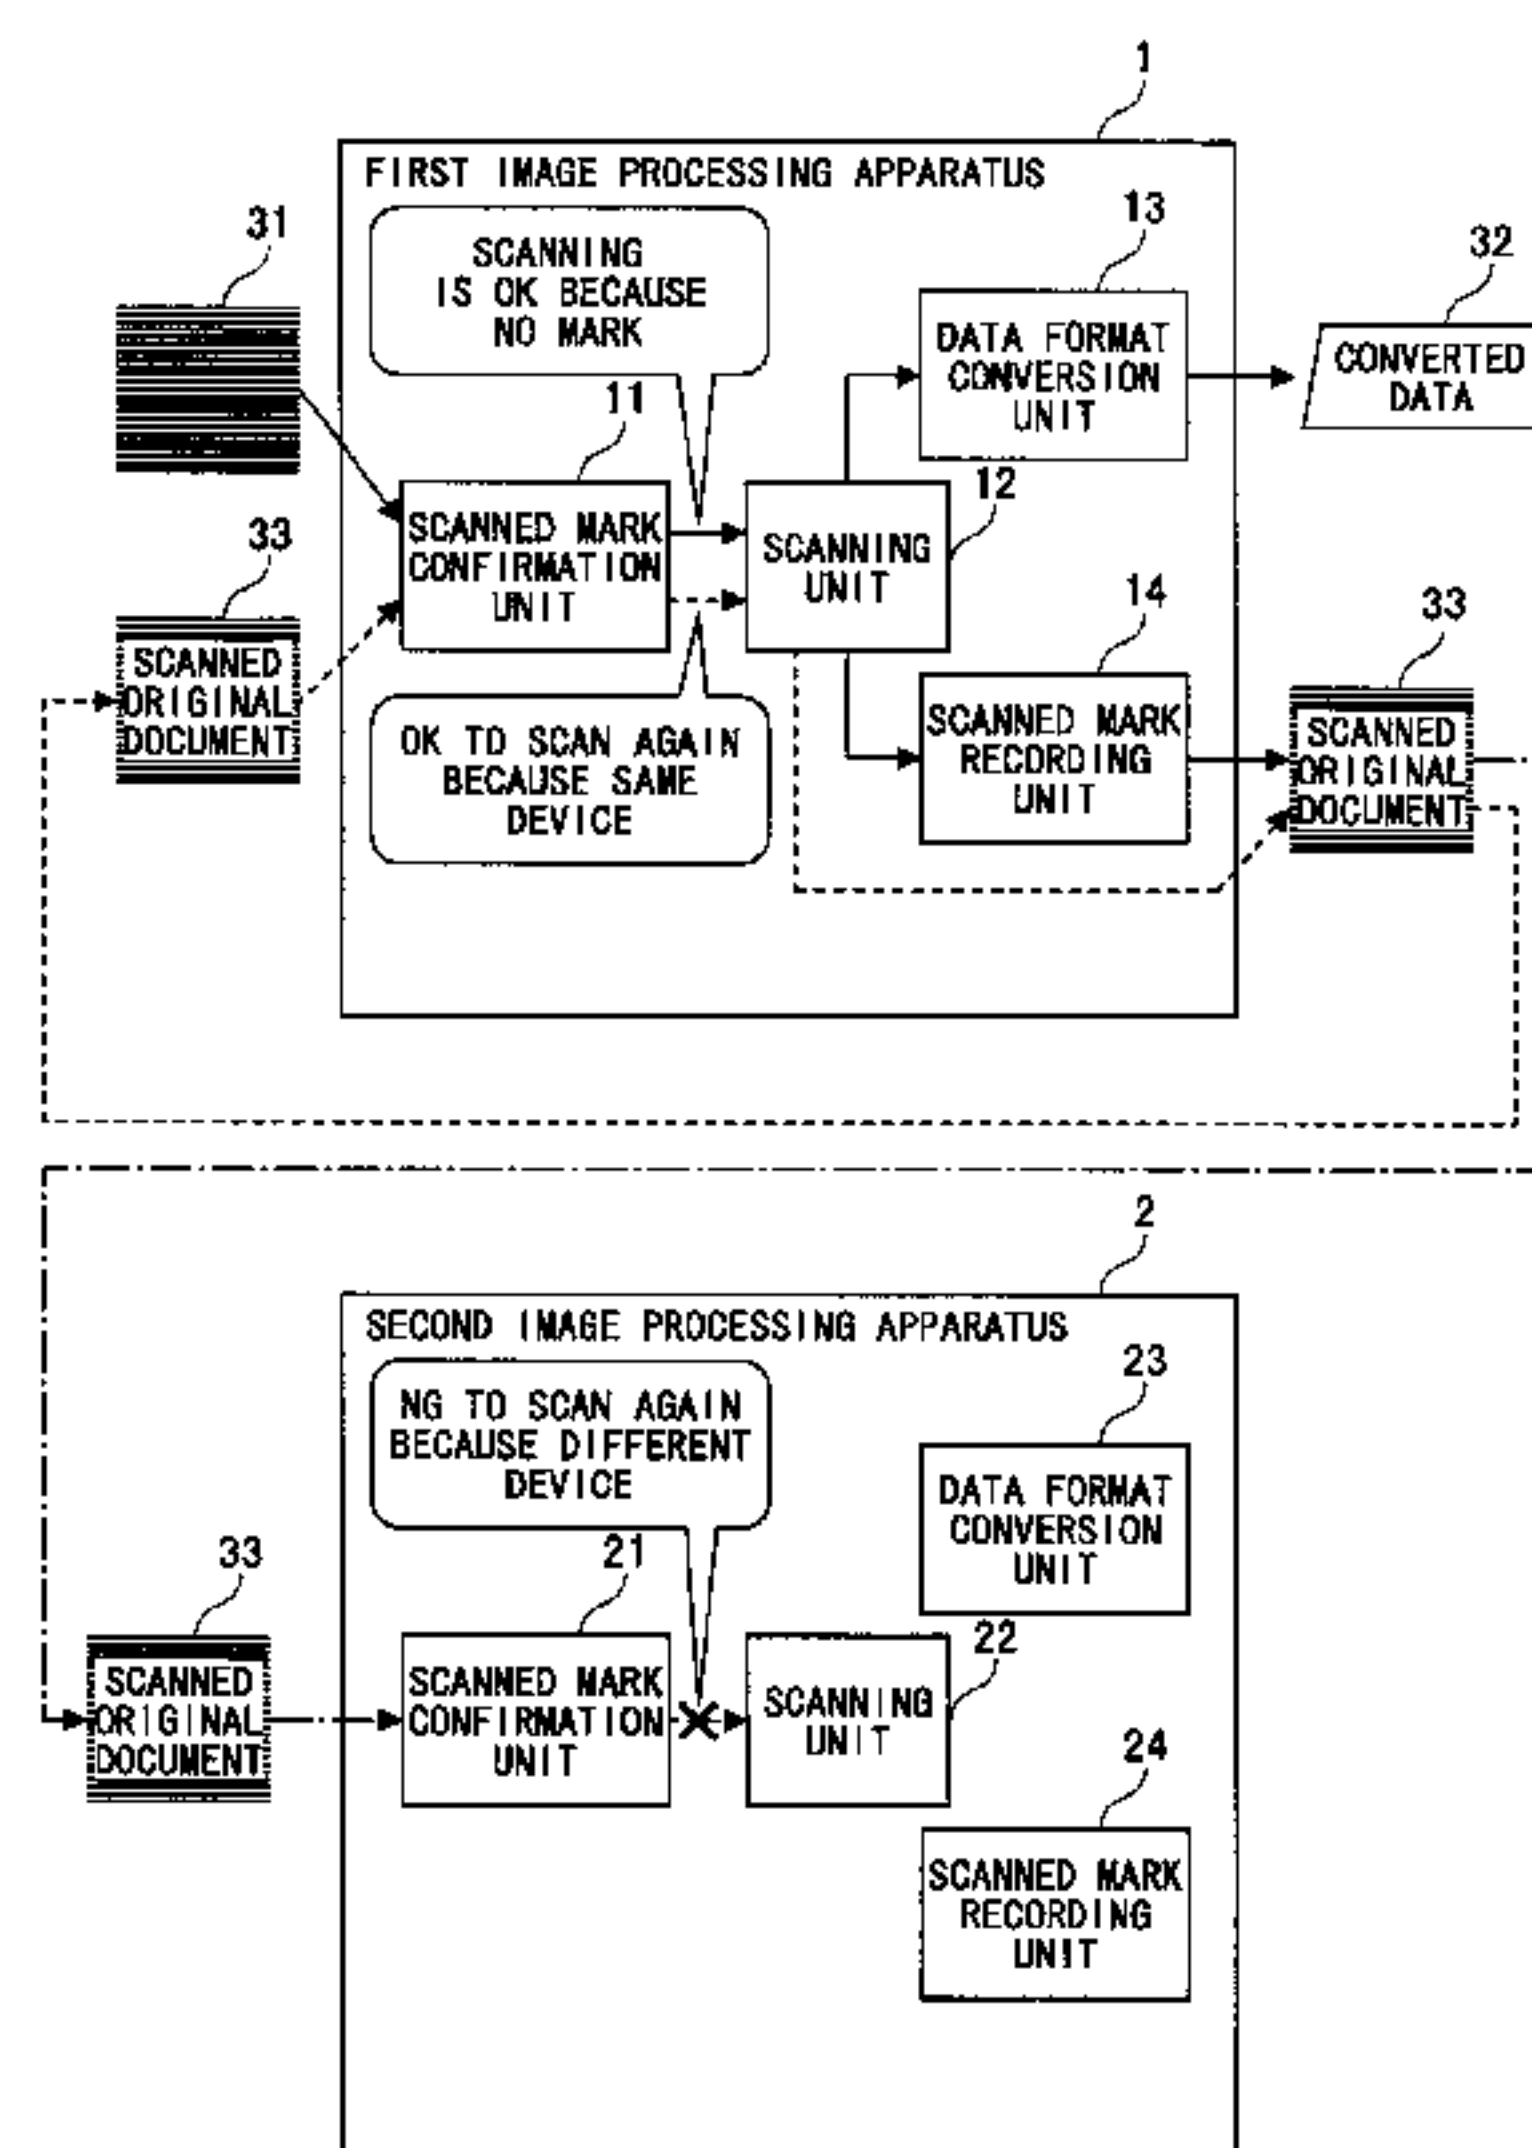 1
FIRST IMAGE PROCESSING APPARATUS
31
SCANNING
IS OK BECAUSE
NO MARK
13
32
DATA FORMAT
CONVERSION
UNIT
CONVERTED
DATA
11
12
33
SCANNED MARK
CONFIRMATION
UNIT
SCANNING
UNIT
14
33
SCANNED
ORIGINAL
DOCUMENT
OK TO SCAN AGAIN
BECAUSE SAME
DEVICE
SCANNED MARK
RECORDING
UNIT
SCANNED
ORIGINAL
DOCUMENT
2
SECOND IMAGE PROCESSING APPARATUS
NG TO SCAN AGAIN
BECAUSE DIFFERENT
DEVICE
23
DATA FORMAT
CONVERSION
UNIT
33
21
22
SCANNED
ORIGINAL
DOCUMENT
SCANNED MARK
CONFIRMATION
UNIT
SCANNING
UNIT
24
SCANNED MARK
RECORDING
UNIT